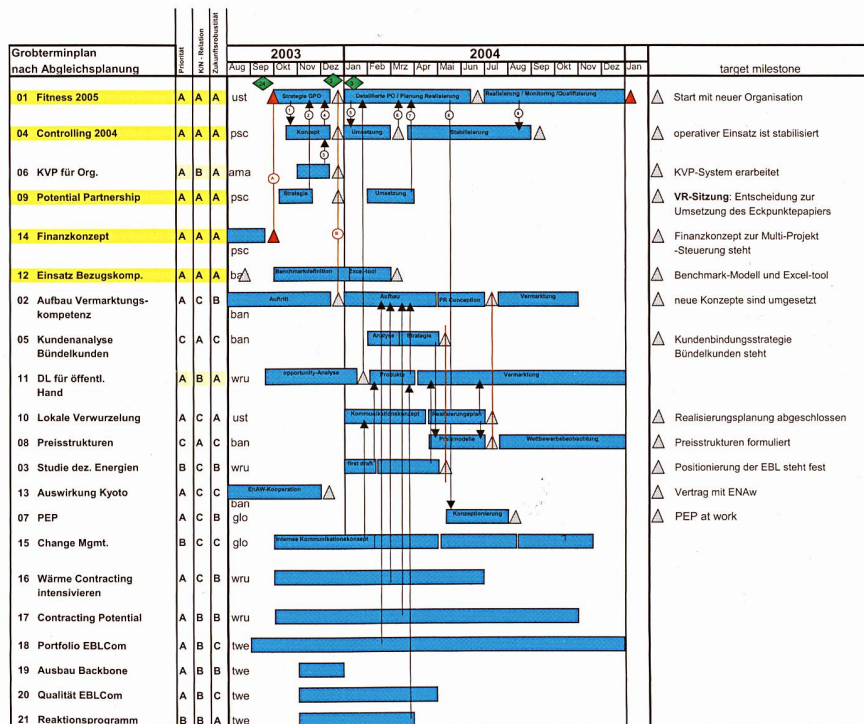 2003 2004
Grobterminplan
nach Abgleichsplanung
Priorität
K/N - Relation
Zukunftsrobustität
Aug Sep Okt Nov Dez Jan Feb Mrz Apr Mai Jun Jul Aug Sep Okt Nov Dez Jan
target milestone
01 Fitness 2005 A A A ust Strategie GPO Detaillierte PO / Planung Realisierung Realisierung / Monitoring /Qualifizierung Start mit neuer Organisation
04 Controlling 2004 A A A psc Konzept Umsetzung Stabilisierung operativer Einsatz ist stabilisiert
06 KVP für Org. A B A ama KVP-System erarbeitet
09 Potential Partnership A A A psc Strategie Umsetzung VR-Sitzung: Entscheidung zur
Umsetzung des Eckpunktepapiers
14 Finanzkonzept A A A Finanzkonzept zur Multi-Projekt
psc -Steuerung steht
12 Einsatz Bezugskomp. A A A Benchmarkdefinition Excel-tool Benchmark-Modell und Excel-tool
02 Aufbau Vermarktungs- A C B Auftritt Aufbau PR Conception Vermarktung neue Konzepte sind umgesetzt
kompetenz ban
05 Kundenanalyse C A C ban Analyse Strategie Kundenbindungsstrategie
Bündelkunden Bündelkunden steht
11 DL für öffentl. A B A wru opportunity-Analyse Produkte Vermarktung
Hand
10 Lokale Verwurzelung A C A ust Kommunikationskonzept Realisierungsplan Realisierungsplanung abgeschlossen
08 Preisstrukturen C A C ban Preismodelle Wettbewerbsbeobachtung Preisstrukturen formuliert
03 Studie dez. Energien B C B wru first draft Positionierung der EBL steht fest
13 Auswirkung Kyoto A C C EnAW-Kooperation Vertrag mit ENAw
ban
07 PEP A C B glo Konzeptionierung PEP at work
15 Change Mgmt. B C C glo Internes Kommunikationskonzept
16 Wärme Contracting A C B wru
intensivieren
17 Contracting Potential A B B wru
18 Portfolio EBLCom A B C twe
19 Ausbau Backbone A B B twe
20 Qualität EBLCom A B C twe
21 Reaktionsprogramm B B A twe